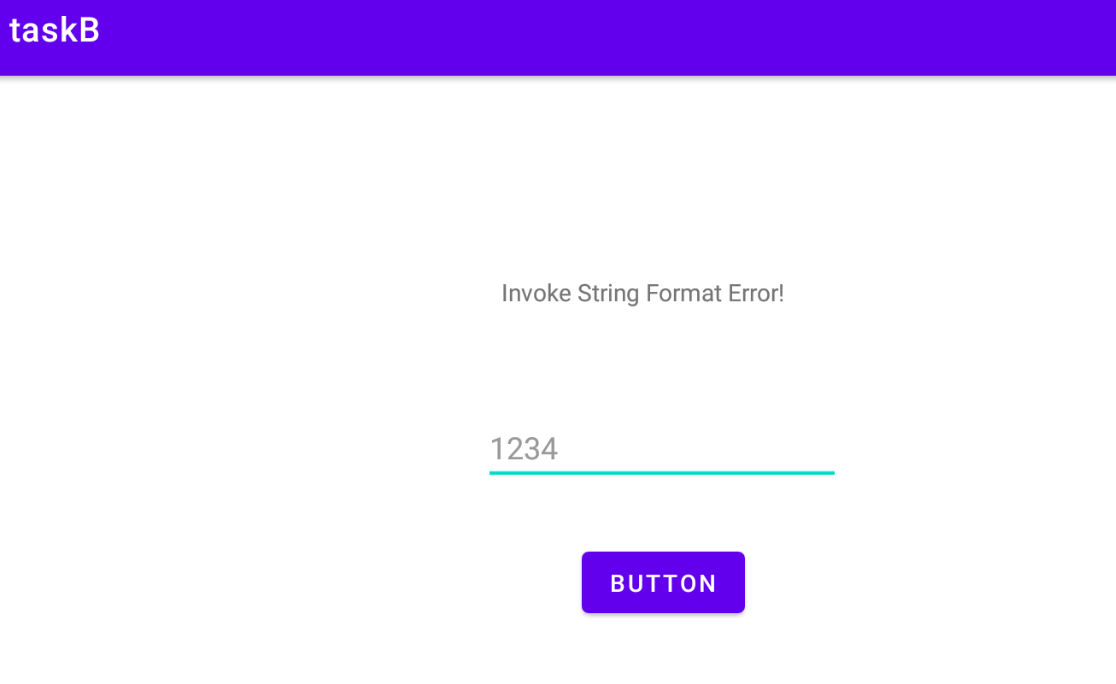 taskB
Invoke String Format Error!
1234
BUTTON